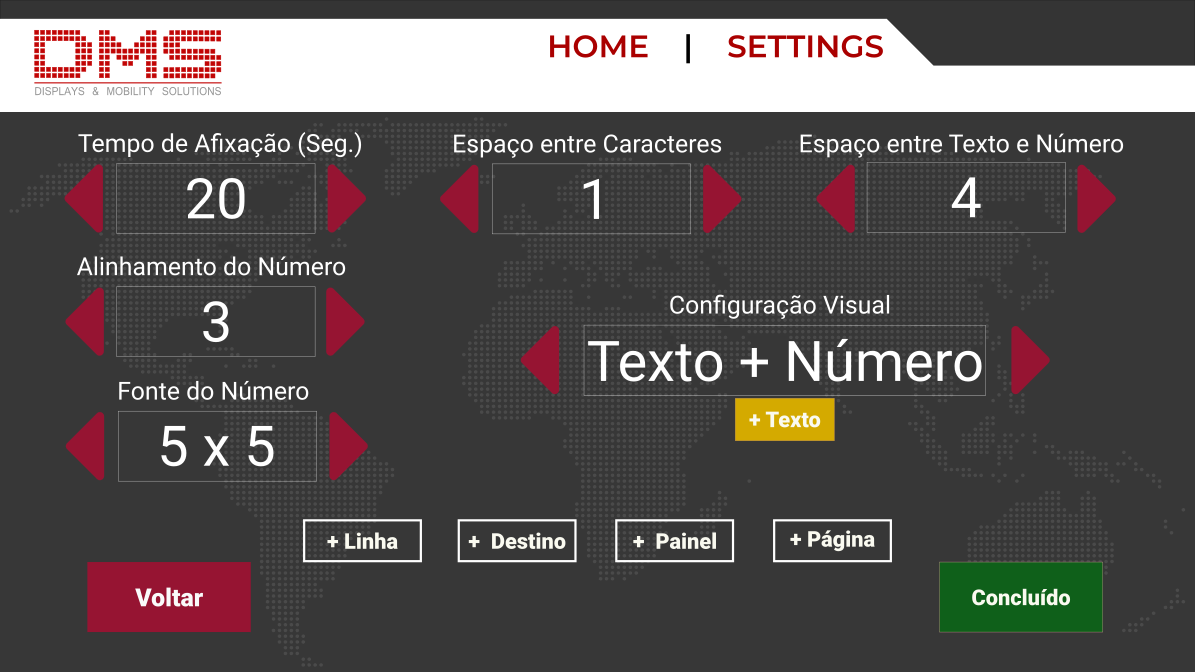 HOME | SETTINGS
DMS
DISPLAYS & MOBILITY SOLUTIONS
Tempo de Afixação (Seg.)
20
Espaço entre Caracteres
1
Espaço entre Texto e Número
4
Alinhamento do Número
3
Configuração Visual
Texto + Número
+ Texto
Fonte do Número
5 x 5
+ Linha
+ Destino
+ Painel
+ Página
Voltar
Concluído